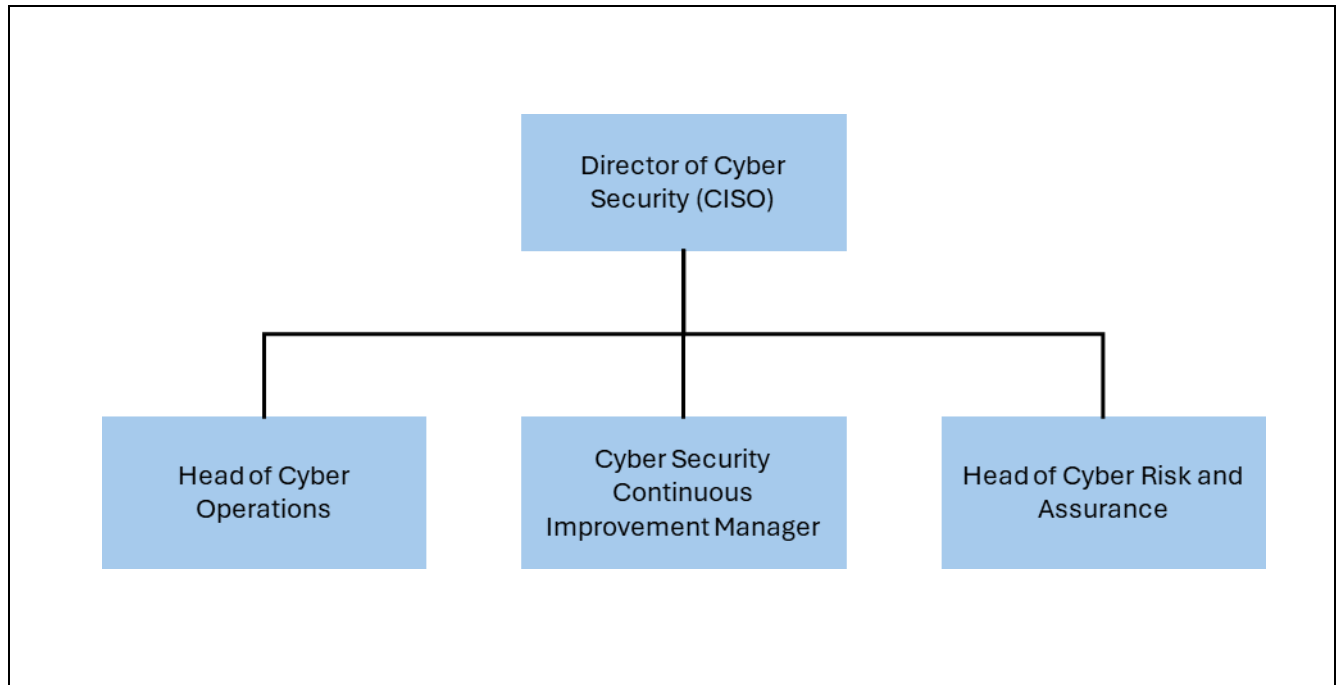 Director of Cyber
Security (CISO)
Head of Cyber
Operations
Cyber Security
Continuous
Improvement Manager
Head of Cyber Risk and
Assurance